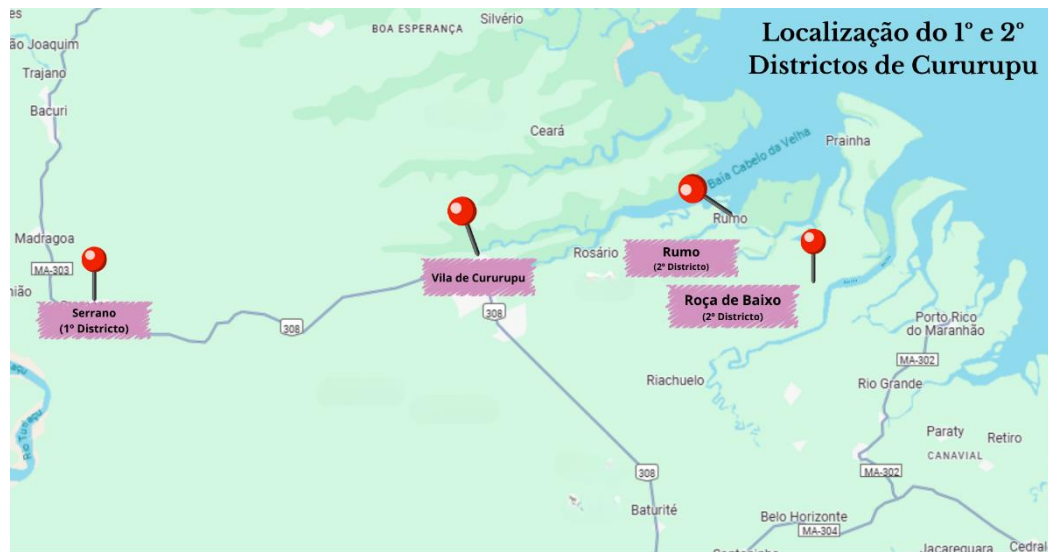 Localização do 1º e 2º
Districtos de Cururupu
es
BOA ESPERANÇA
Silvério
ão Joaquim
Trajano
Bacuri
Ceará
Baía Cabelo da Velha
Prainha
Madragoa
MA-303
nião
Rumo
Rosário
Serrano
(1º Districto)
Vila de Cururupu
Rumo
(2º Districto)
Roça de Baixo
(2º Districto)
308
308
Porto Rico
do Maranhão
MA-302
Riachuelo
Rio Grande
Paraty
Retiro
CANAVIAL
MA-302
308
Baturité
Belo Horizonte
MA-304
Jacarequara
Cedral